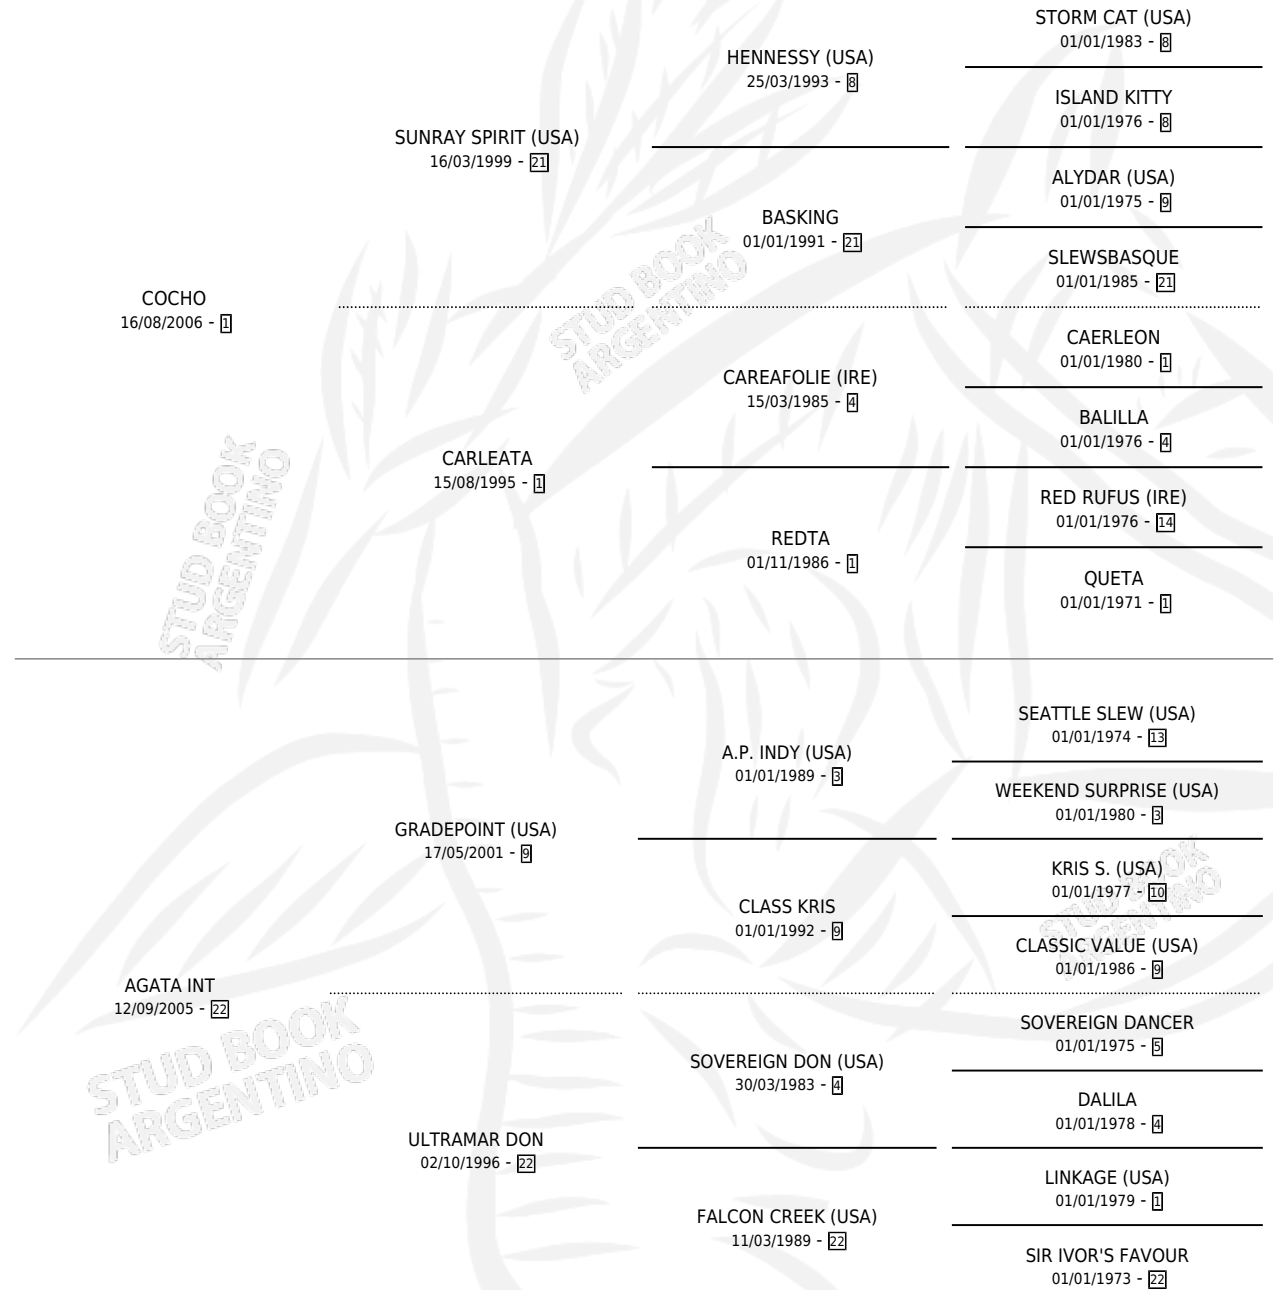 STORM CAT (USA)
01/01/1983 - 8
HENNESSY (USA)
25/03/1993 - 8
ISLAND KITTY
01/01/1976 - 8
SUNRAY SPIRIT (USA)
16/03/1999 - 21
ALYDAR (USA)
01/01/1975 - 9
BASKING
01/01/1991 - 21
SLEWSBASQUE
01/01/1985 - 21
COCHO
16/08/2006 - 1
STUD BOOK
ARGENTINO
CAERLEON
01/01/1980 - 1
CAREAFOLIE (IRE)
15/03/1985 - 4
BALILLA
01/01/1976 - 4
CARLEATA
15/08/1995 - 1
RED RUFUS (IRE)
01/01/1976 - 14
REDTA
01/11/1986 - 1
QUETA
01/01/1971 - 1
STUD BOOK
ARGENTINO
SEATTLE SLEW (USA)
01/01/1974 - 13
A.P. INDY (USA)
01/01/1989 - 3
WEEKEND SURPRISE (USA)
01/01/1980 - 3
GRADEPOINT (USA)
17/05/2001 - 9
KRIS S. (USA)
01/01/1977 - 10
CLASS KRIS
01/01/1992 - 9
STUD BOOK
ARGENTINO
CLASSIC VALUE (USA)
01/01/1986 - 9
AGATA INT
12/09/2005 - 22
STUD BOOK
ARGENTINO
SOVEREIGN DANCER
01/01/1975 - 5
SOVEREIGN DON (USA)
30/03/1983 - 4
DALILA
01/01/1978 - 4
ULTRAMAR DON
02/10/1996 - 22
LINKAGE (USA)
01/01/1979 - 1
FALCON CREEK (USA)
11/03/1989 - 22
SIR IVOR'S FAVOUR
01/01/1973 - 22